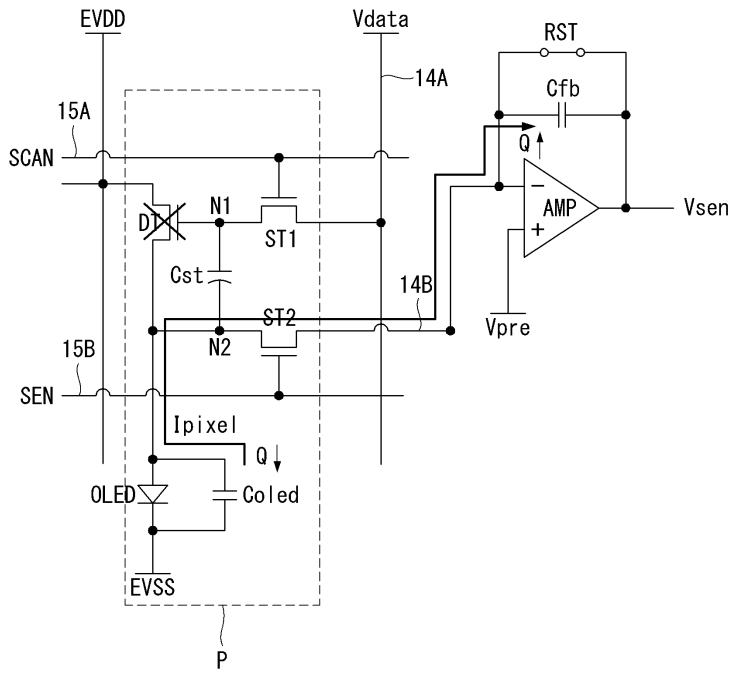 EVDD
Vdata
RST
14A
Cfb
15A
SCAN
Q
DT
N1
ST1
AMP
Vsen
Cst
14B
ST2
Vpre
N2
15B
SEN
Ipixel
Q
OLED
Coled
EVSS
P